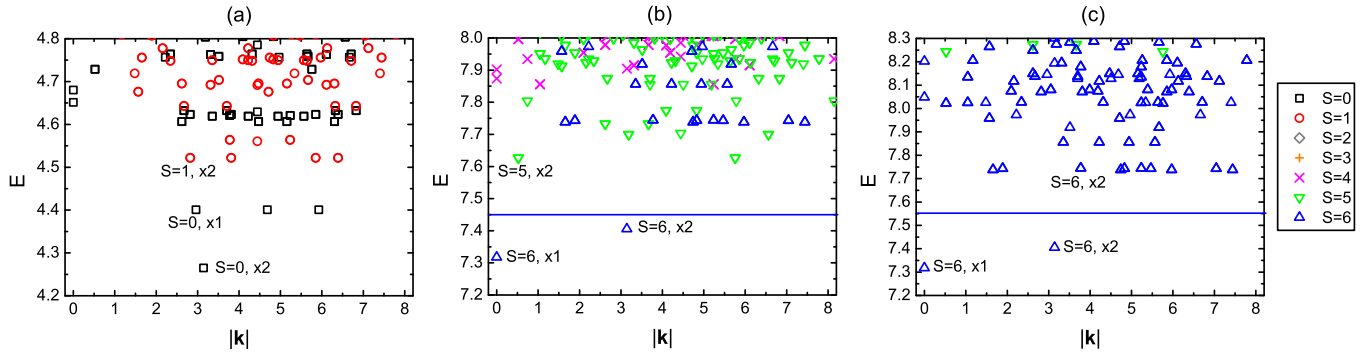 (a)
4.8
4.7
4.6
4.5
4.4
4.3
4.2
E
0 1 2 3 4 5 6 7 8
|k|
S=1, x2
S=0, x1
S=0, x2
(b)
8.0
7.9
7.8
7.7
7.6
7.5
7.4
7.3
7.2
E
0 1 2 3 4 5 6 7 8
|k|
S=5, x2
S=6, x2
S=6, x1
(c)
8.3
8.2
8.1
8.0
7.9
7.8
7.7
7.6
7.5
7.4
7.3
7.2
E
0 1 2 3 4 5 6 7 8
|k|
S=6, x2
S=6, x2
S=6, x1
S=0
S=1
S=2
S=3
S=4
S=5
S=6